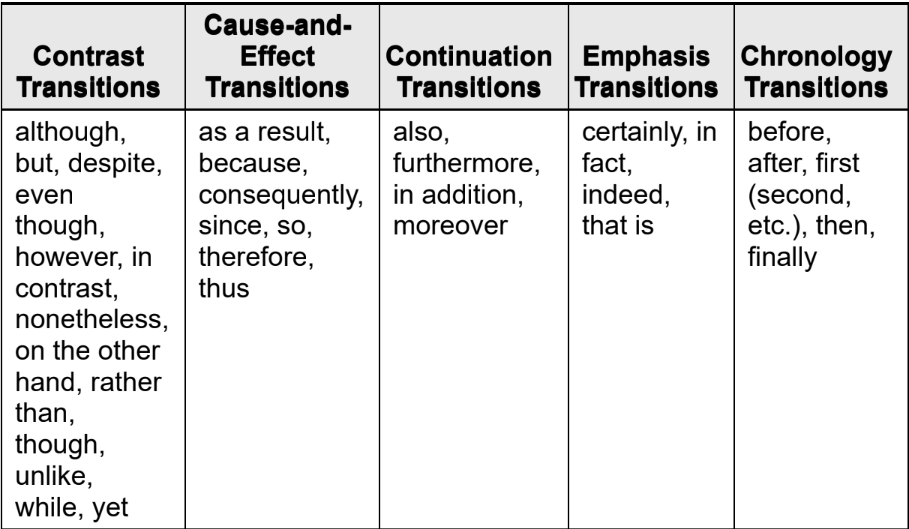 Contrast
Transitions
Cause-and-
Effect
Transitions
Continuation
Transitions
Emphasis
Transitions
Chronology
Transitions
although,
but, despite,
even
though,
however, in
contrast,
nonetheless,
on the other
hand, rather
than,
though,
unlike,
while, yet
as a result,
because,
consequently,
since, so,
therefore,
thus
also,
furthermore,
in addition,
moreover
certainly, in
fact,
indeed,
that is
before,
after, first
(second,
etc.), then,
finally